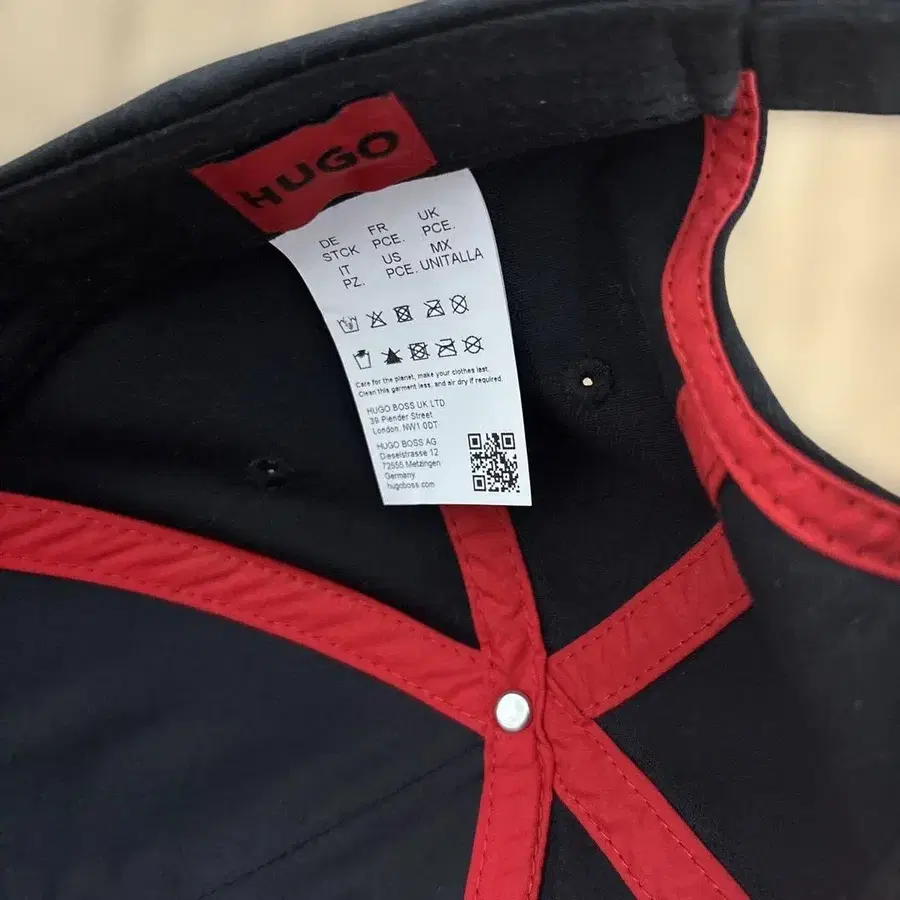 HUGO
DE FR UK
STCK PCE. PCE.
IT US MX
PZ. PCE. UNITALLA
Care for the planet, make your clothes last.
Clean this garment less, and air dry if required.
HUGO BOSS UK LTD
39 Plender Street
London, NW1 0DT
HUGO BOSS AG
Dieselstrasse 12
72555 Metzingen
Germany
hugoboss.com